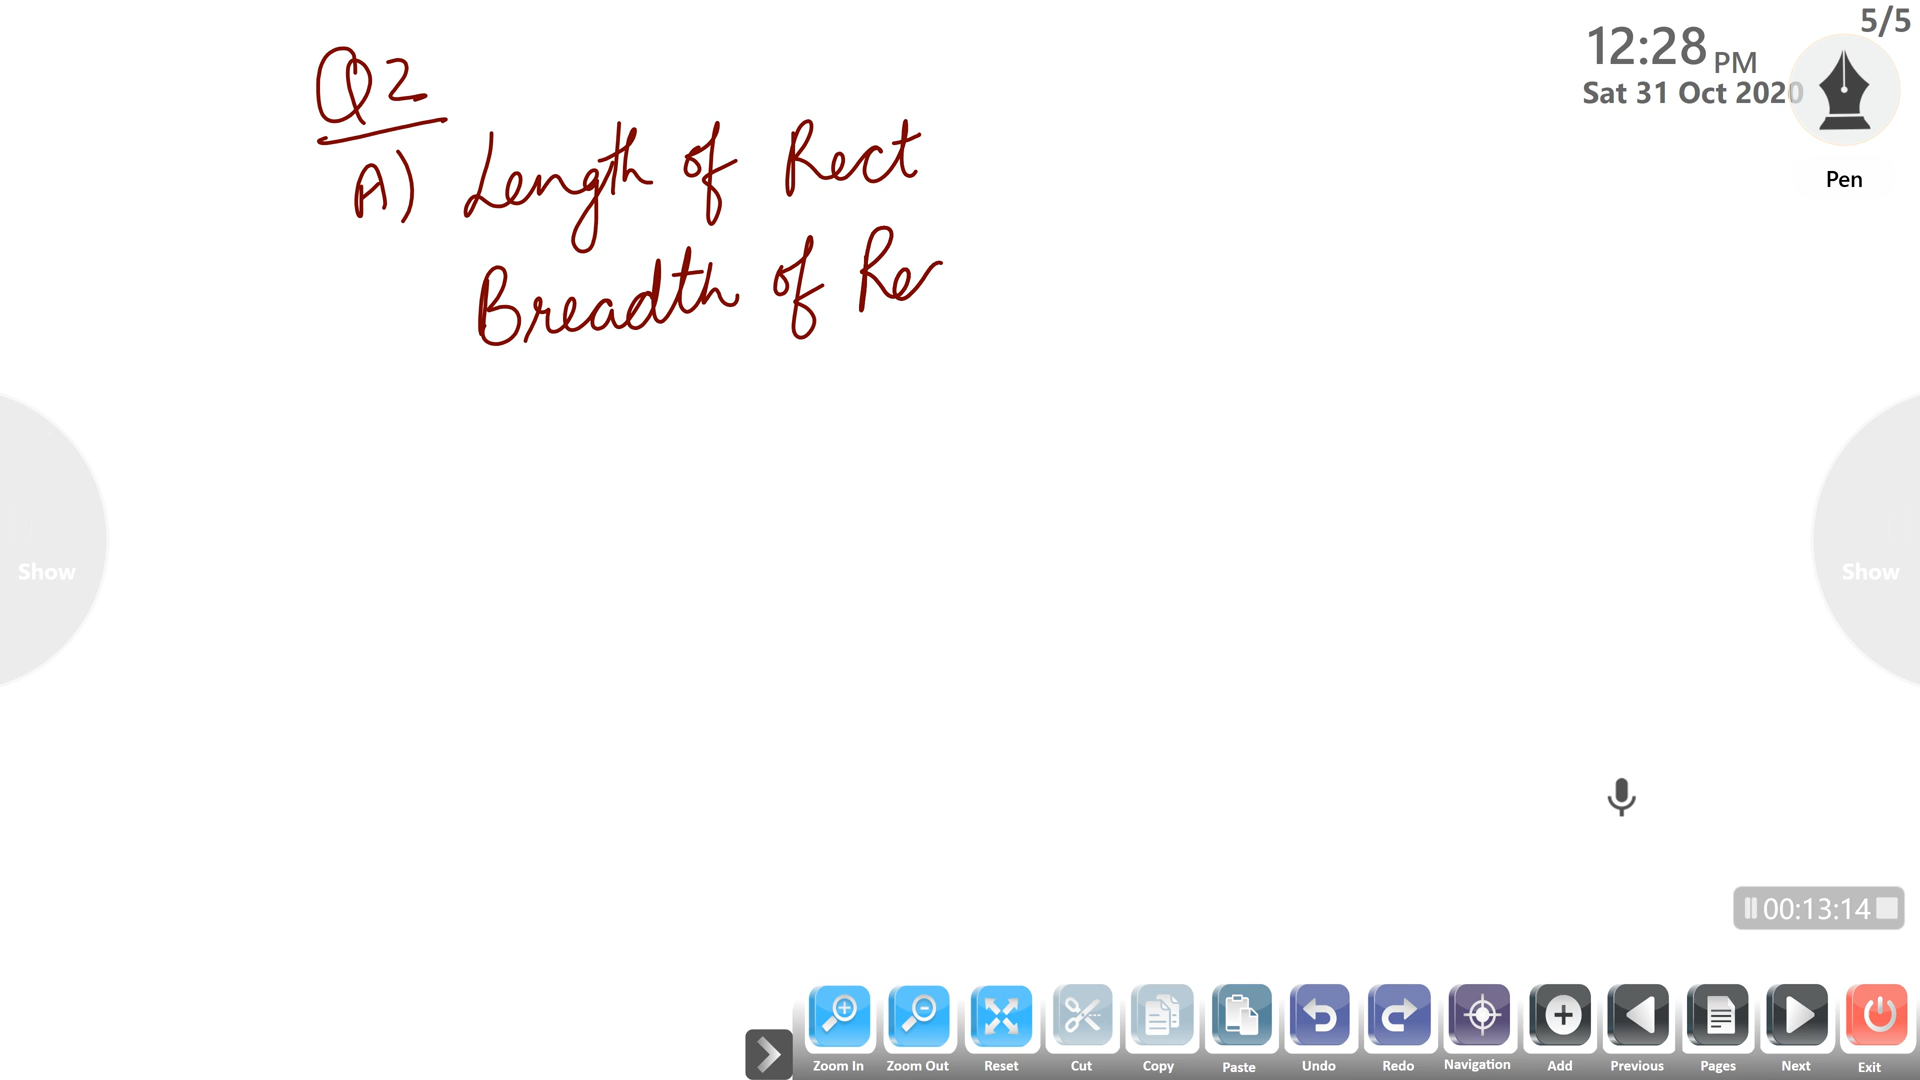 5/5
12:28 PM
Sat 31 Oct 2020
Pen
Q2
A) Length of Rect
Breadth of Re
Show
Show
00:13:14
Zoom In Zoom Out Reset Cut Copy Paste Undo Redo Navigation Add Previous Pages Next Exit